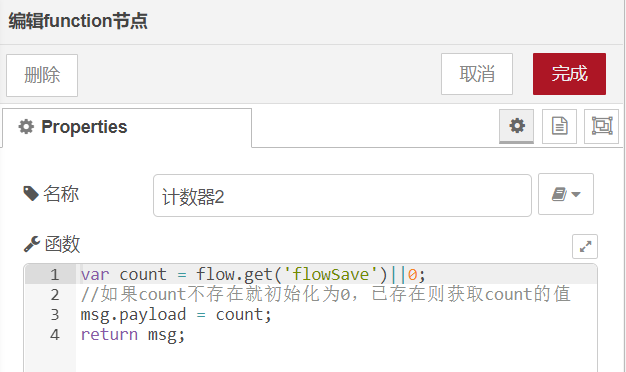 编辑function节点
删除
取消
完成
Properties
名称
计数器2
函数
1 var count = flow.get('flowSave')||0;
2 //如果count不存在就初始化为0，已存在则获取count的值
3 msg.payload = count;
4 return msg;